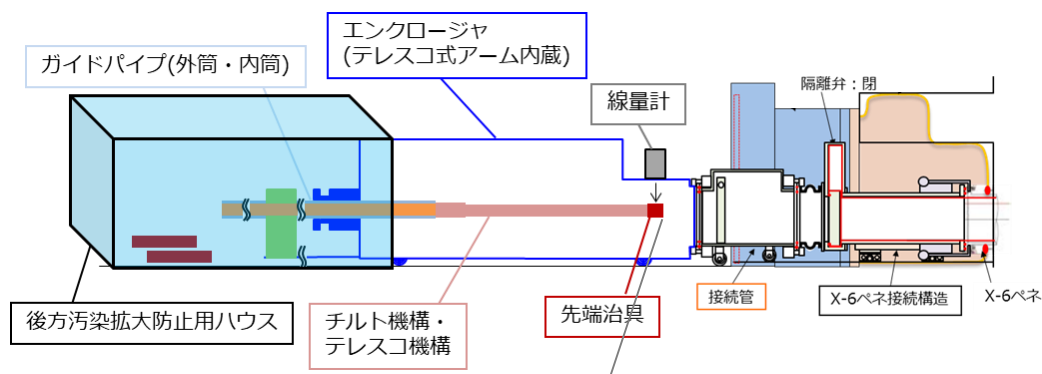 エンクロージャ
(テレスコ式アーム内蔵)
ガイドパイプ(外筒・内筒)
線量計
隔離弁：閉
接続管
X-6ペネ接続構造
X-6ペネ
後方汚染拡大防止用ハウス
チルト機構・
テレスコ機構
先端治具